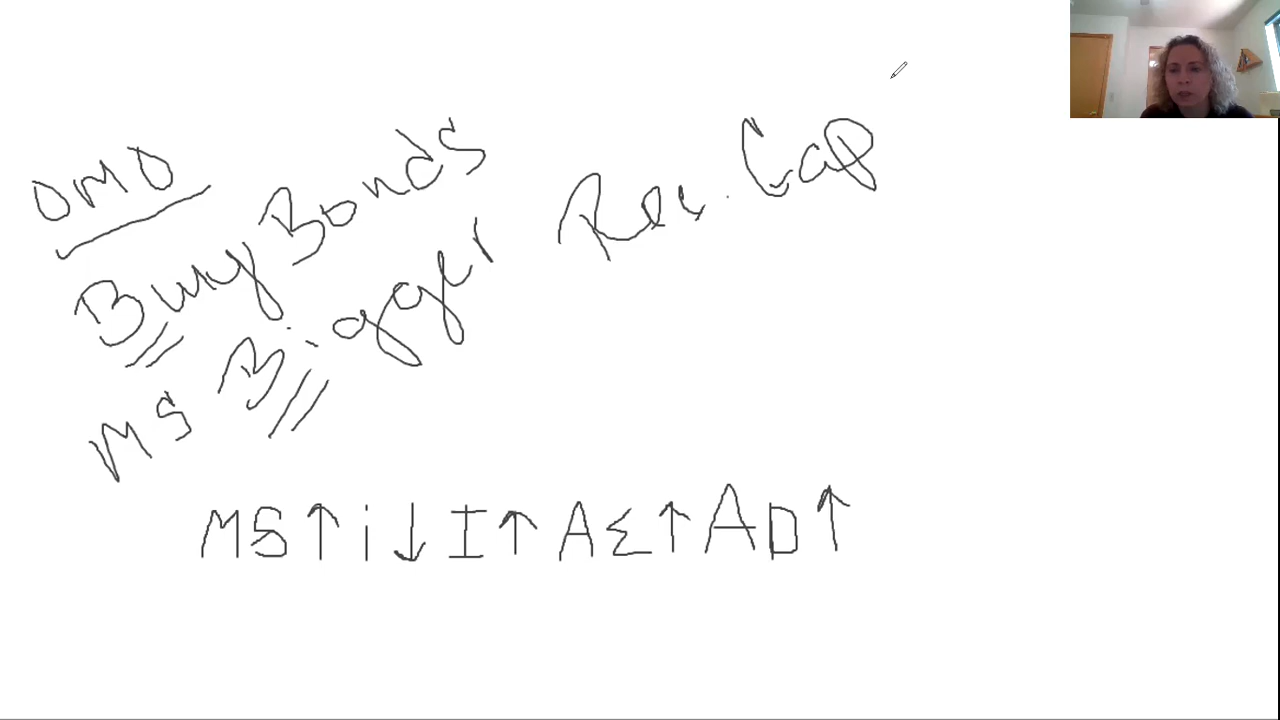 OMO
Buy Bonds
MS Bigger
Rec. Gap
MS ↑ i ↓ I ↑ AE ↑ AD ↑